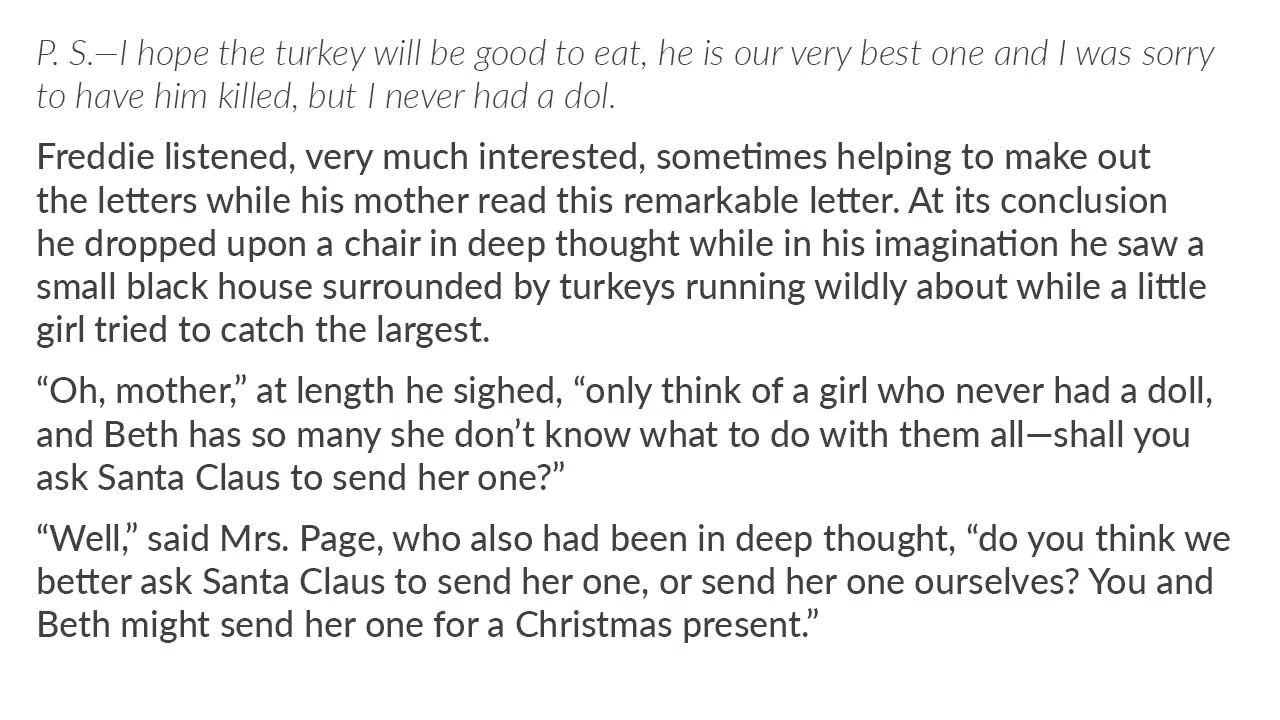 P. S.—I hope the turkey will be good to eat, he is our very best one and I was sorry
to have him killed, but I never had a dol.
Freddie listened, very much interested, sometimes helping to make out
the letters while his mother read this remarkable letter. At its conclusion
he dropped upon a chair in deep thought while in his imagination he saw a
small black house surrounded by turkeys running wildly about while a little
girl tried to catch the largest.
“Oh, mother,” at length he sighed, “only think of a girl who never had a doll,
and Beth has so many she don’t know what to do with them all—shall you
ask Santa Claus to send her one?”
“Well,” said Mrs. Page, who also had been in deep thought, “do you think we
better ask Santa Claus to send her one, or send her one ourselves? You and
Beth might send her one for a Christmas present.”